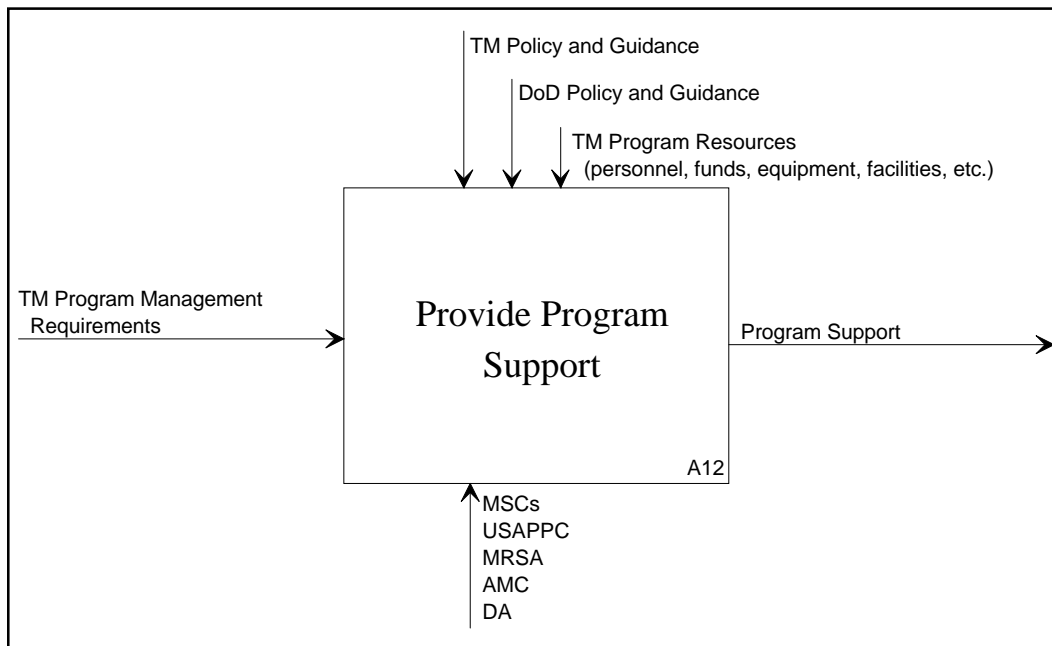 TM Policy and Guidance
DoD Policy and Guidance
TM Program Resources
(personnel, funds, equipment, facilities, etc.)
TM Program Management
Requirements
Provide Program
Support
Program Support
A12
MSCs
USAPPC
MRSA
AMC
DA